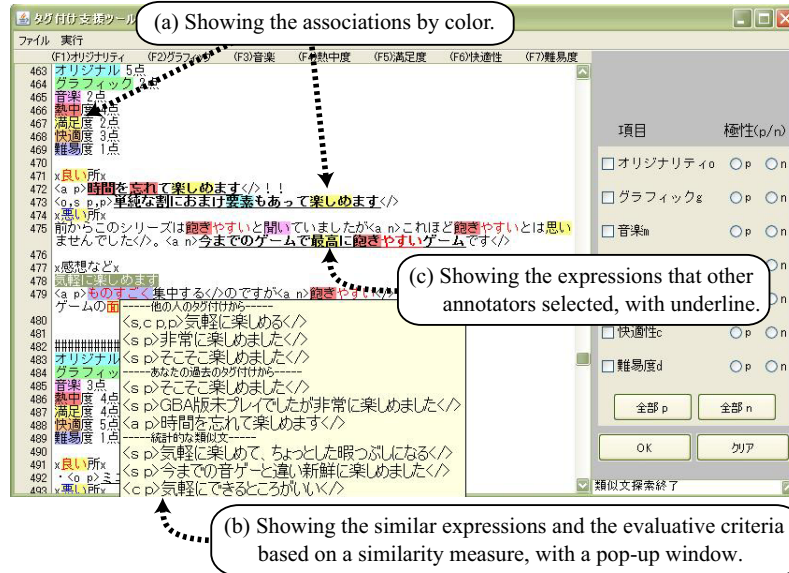 タグ付け支援ツール
(a) Showing the associations by color.
ファイル 実行
(F1)オリジナリティ (F2)グラフィック (F3)音楽 (F4)熱中度 (F5)満足度 (F6)快適性 (F7)難易度
463 オリジナル 5点
464 グラフィック
465 音楽 2点
466 熱中度 4点
467 満足度 2点
468 快適度 3点
469 難易度 1点
470
471 x良い所x
472 <a p>時間を忘れて楽しめます</>！！
473 <o,s p,p>単純な割におまけ要素もあって楽しめます</>
474 x悪い所x
475 前からこのシリーズは飽きやすいと聞いていましたが<a n>これほど飽きやすいとは思い
ませんでした</>。<a n>今までのゲームで最高に飽きやすいゲームです</>
476
477 x感想などx
478 気軽に楽しめます
479 <a p>ものすごく集中する</>のですが<a n>飽きやすい</>
ゲームの面
480
481
482 ############
483 オリジナル
484 グラフィ
485 音楽 3点
486 熱中度 4点
487 満足度 4点
488 快適度 5点
489 難易度 1点
490
491 x良い所x
492 ・<o p>ミニ
493 x悪い所x
-----他の人のタグ付けから-----
<s,c p,p>気軽に楽しめる</>
<s p>非常に楽しめました</>
<s p>そこそこ楽しめました</>
-----あなたの過去のタグ付けから-----
<s p>そこそこ楽しめました</>
<s p>GBA版未プレイでしたが非常に楽しめました</>
<a p>時間を忘れて楽しめます</>
-----統計的な類似文-----
<s p>気軽に楽しめて、ちょっとした暇つぶしになる</>
<s p>今までの音ゲーと違い新鮮に楽しめました</>
<c p>気軽にできるところがいい</>
項目 極性(p/n)
オリジナリティo p n
グラフィックg p n
音楽m p n
(c) Showing the expressions that other
annotators selected, with underline.
n
n
快適性c p n
難易度d p n
全部 p 全部 n
OK クリア
類似文探索終了
(b) Showing the similar expressions and the evaluative criteria
based on a similarity measure, with a pop-up window.